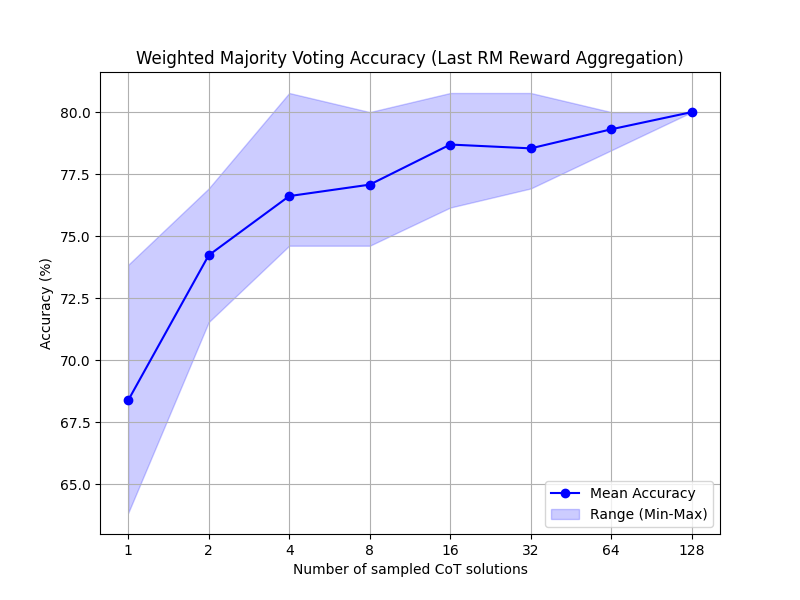 Weighted Majority Voting Accuracy (Last RM Reward Aggregation)
80.0
77.5
75.0
72.5
70.0
67.5
65.0
Accuracy (%)
Mean Accuracy
Range (Min-Max)
1 2 4 8 16 32 64 128
Number of sampled CoT solutions